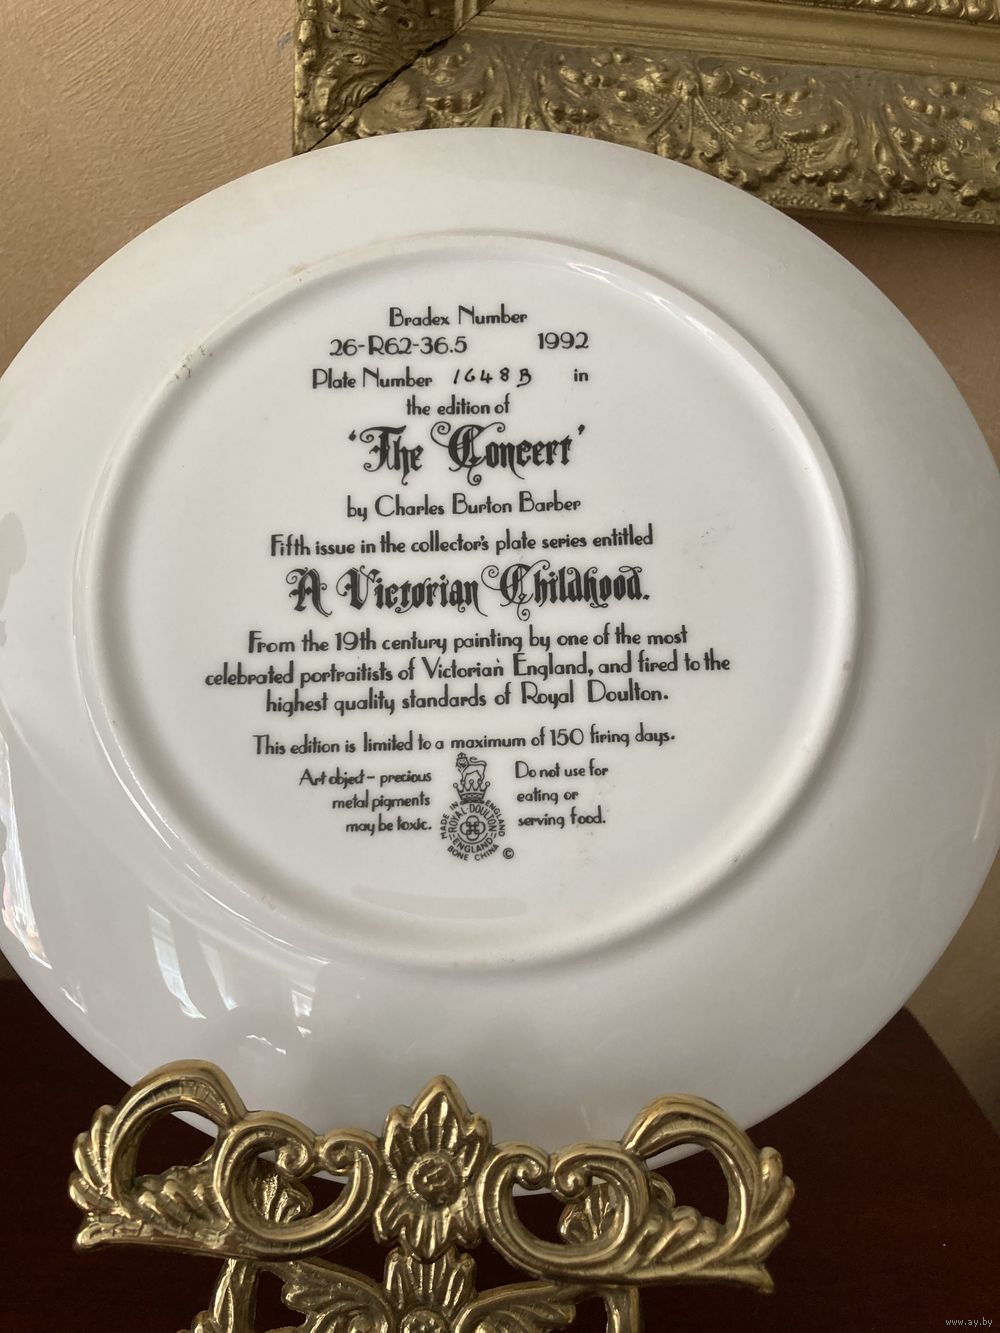 Bradex Number
26-R62-36.5 1992
Plate Number 1648B in
the edition of
'The Concert'
by Charles Burton Barber
Fifth issue in the collector's plate series entitled
A Victorian Childhood.
From the 19th century painting by one of the most
celebrated portraitists of Victorian England, and fired to the
highest quality standards of Royal Doulton.
This edition is limited to a maximum of 150 firing days.
Art object - precious
metal pigments
may be toxic.
MADE IN ENGLAND
ROYAL-DOULTON
ENGLAND
BONE CHINA
©
Do not use for
eating or
serving food.
www.ay.by